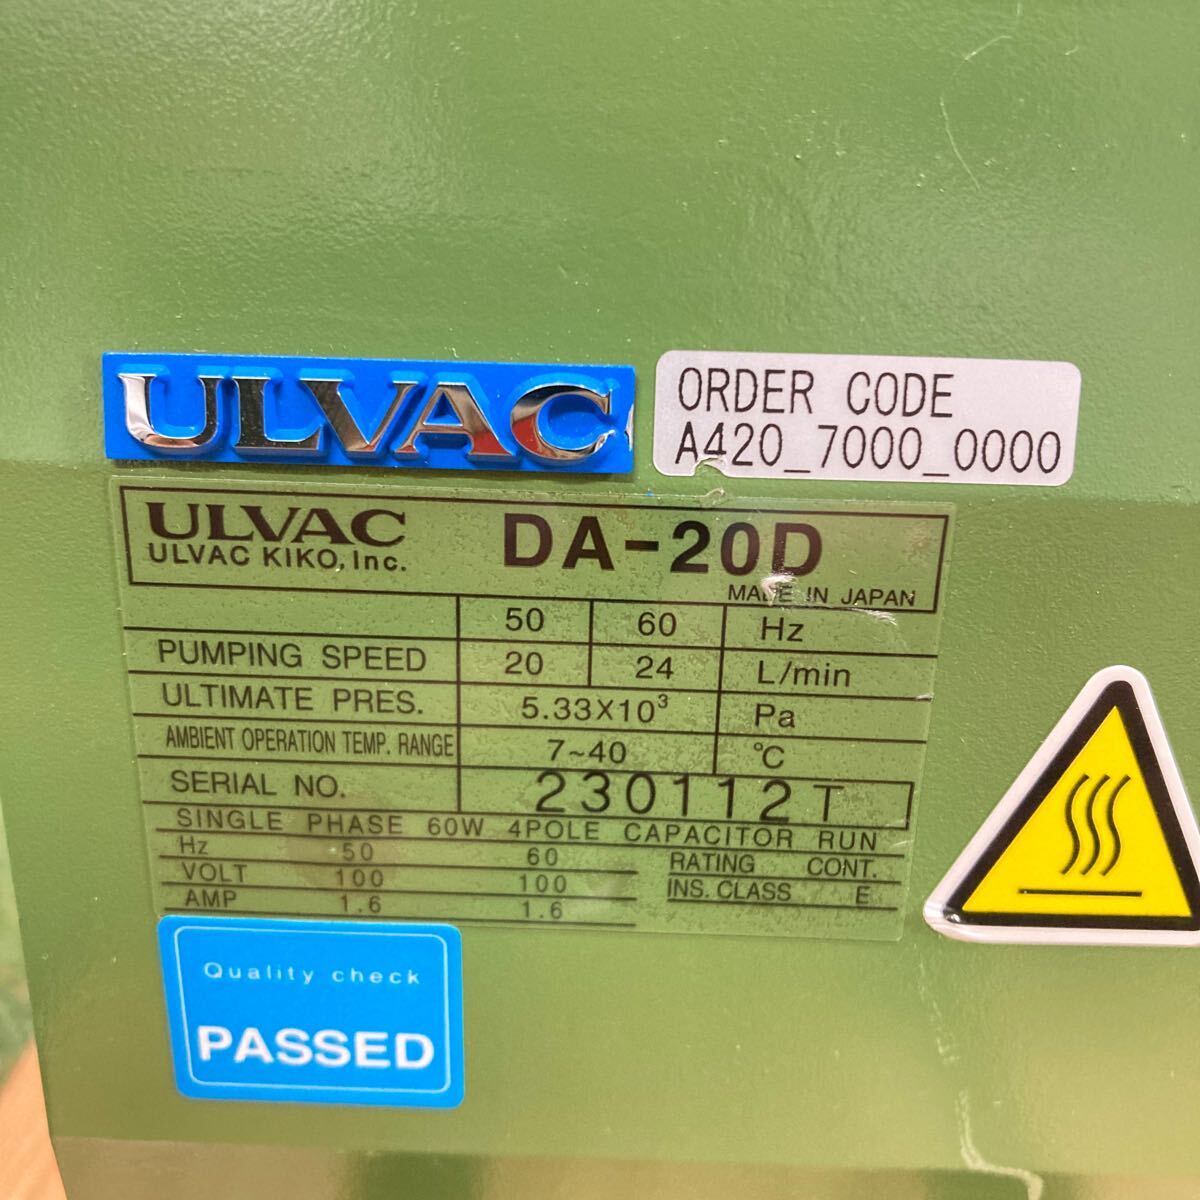 ULVAC
ORDER CODE
A420_7000_0000
ULVAC
ULVAC KIKO, Inc.
DA-20D
MADE IN JAPAN
50 60 Hz
PUMPING SPEED 20 24 L/min
ULTIMATE PRES. 5.33×10³ Pa
AMBIENT OPERATION TEMP. RANGE 7~40 ℃
SERIAL NO. 230112T
SINGLE PHASE 60W 4POLE CAPACITOR RUN
Hz 50 60 RATING CONT.
VOLT 100 100 INS. CLASS E
AMP 1.6 1.6
Quality check
PASSED